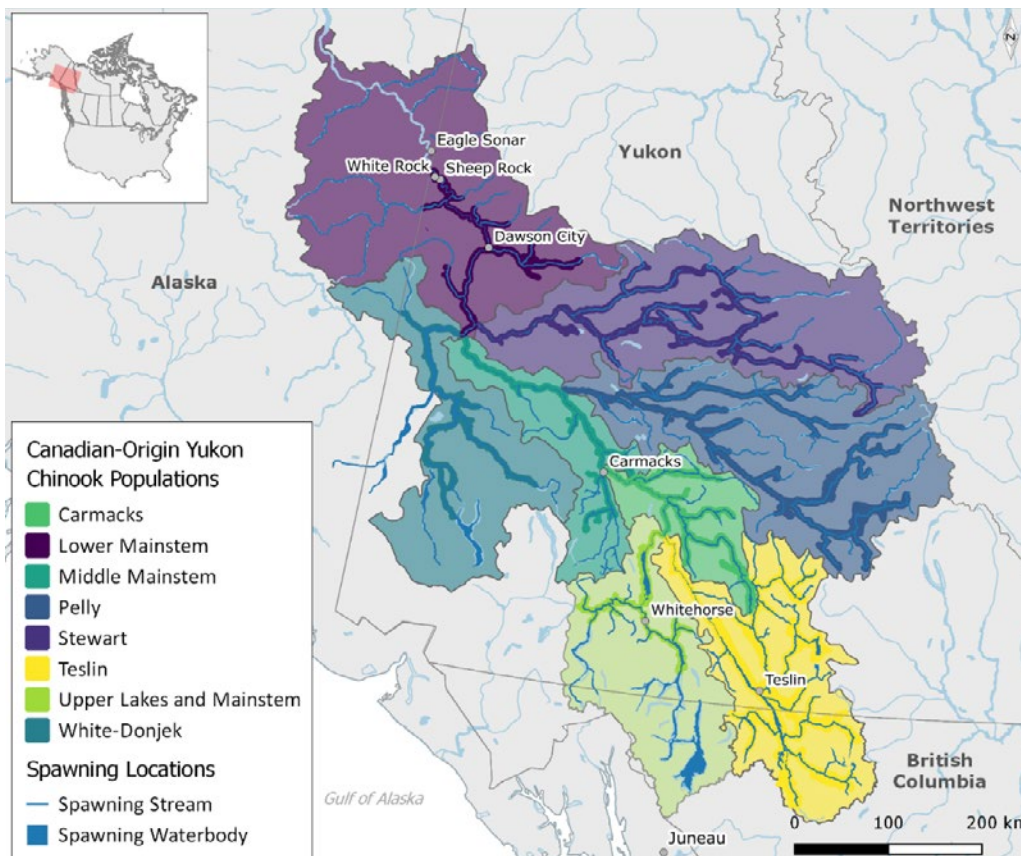 N
Eagle Sonar
White Rock
Sheep Rock
Yukon
Northwest
Territories
Dawson City
Alaska
Carmacks
Whitehorse
Teslin
British
Columbia
Gulf of Alaska
Juneau
0 100 200 km
Canadian-Origin Yukon
Chinook Populations
Carmacks
Lower Mainstem
Middle Mainstem
Pelly
Stewart
Teslin
Upper Lakes and Mainstem
White-Donjek
Spawning Locations
Spawning Stream
Spawning Waterbody